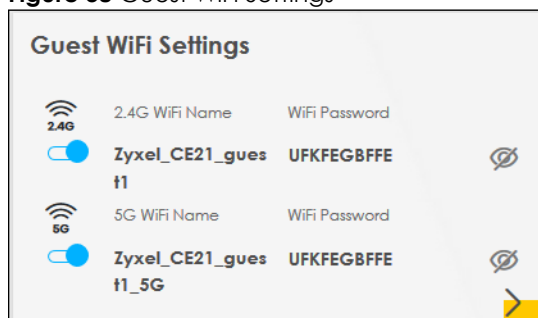 Guest WiFi Settings
2.4G WiFi Name WiFi Password
2.4G
Zyxel_CE21_gues UFKFEGBFFE
t1
5G WiFi Name WiFi Password
5G
Zyxel_CE21_gues UFKFEGBFFE
t1_5G